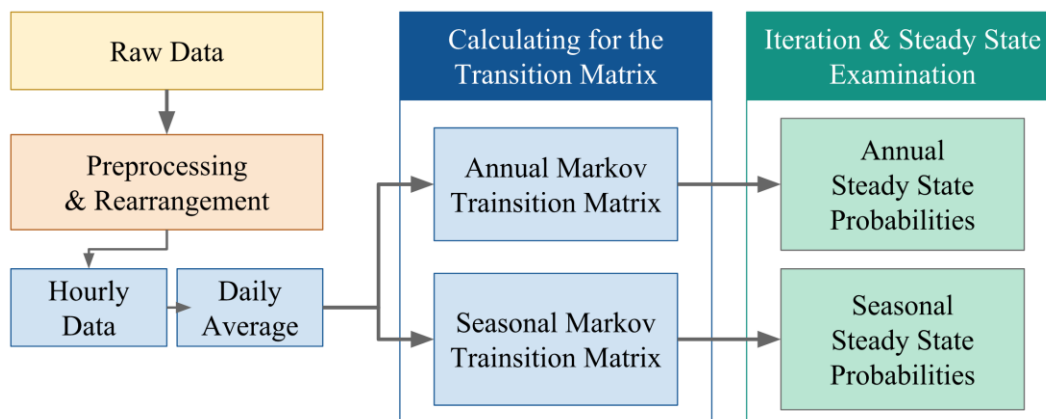 Raw Data
Preprocessing
& Rearrangement
Hourly
Data
Daily
Average
Calculating for the
Transition Matrix
Annual Markov
Trainsition Matrix
Seasonal Markov
Trainsition Matrix
Iteration & Steady State
Examination
Annual
Steady State
Probabilities
Seasonal
Steady State
Probabilities